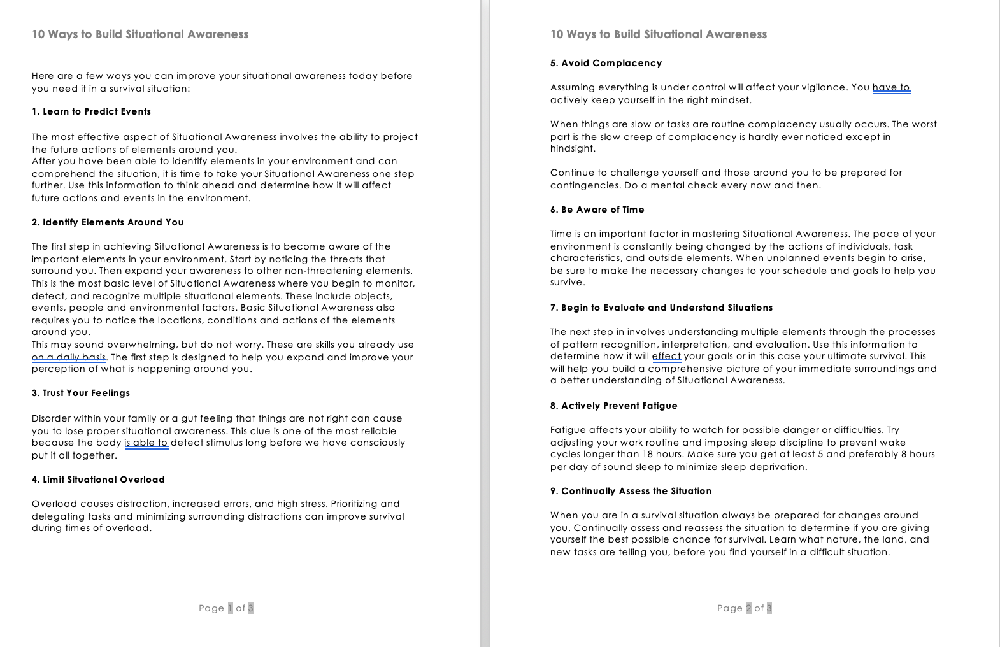 10 Ways to Build Situational Awareness
Here are a few ways you can improve your situational awareness today before
you need it in a survival situation:
1. Learn to Predict Events
The most effective aspect of Situational Awareness involves the ability to project
the future actions of elements around you.
After you have been able to identify elements in your environment and can
comprehend the situation, it is time to take your Situational Awareness one step
further. Use this information to think ahead and determine how it will affect
future actions and events in the environment.
2. Identify Elements Around You
The first step in achieving Situational Awareness is to become aware of the
important elements in your environment. Start by noticing the threats that
surround you. Then expand your awareness to other non-threatening elements.
This is the most basic level of Situational Awareness where you begin to monitor,
detect, and recognize multiple situational elements. These include objects,
events, people and environmental factors. Basic Situational Awareness also
requires you to notice the locations, conditions and actions of the elements
around you.
This may sound overwhelming, but do not worry. These are skills you already use
on a daily basis. The first step is designed to help you expand and improve your
perception of what is happening around you.
3. Trust Your Feelings
Disorder within your family or a gut feeling that things are not right can cause
you to lose proper situational awareness. This clue is one of the most reliable
because the body is able to detect stimulus long before we have consciously
put it all together.
4. Limit Situational Overload
Overload causes distraction, increased errors, and high stress. Prioritizing and
delegating tasks and minimizing surrounding distractions can improve survival
during times of overload.
Page 1 of 3
10 Ways to Build Situational Awareness
5. Avoid Complacency
Assuming everything is under control will affect your vigilance. You have to
actively keep yourself in the right mindset.
When things are slow or tasks are routine complacency usually occurs. The worst
part is the slow creep of complacency is hardly ever noticed except in
hindsight.
Continue to challenge yourself and those around you to be prepared for
contingencies. Do a mental check every now and then.
6. Be Aware of Time
Time is an important factor in mastering Situational Awareness. The pace of your
environment is constantly being changed by the actions of individuals, task
characteristics, and outside elements. When unplanned events begin to arise,
be sure to make the necessary changes to your schedule and goals to help you
survive.
7. Begin to Evaluate and Understand Situations
The next step in involves understanding multiple elements through the processes
of pattern recognition, interpretation, and evaluation. Use this information to
determine how it will effect your goals or in this case your ultimate survival. This
will help you build a comprehensive picture of your immediate surroundings and
a better understanding of Situational Awareness.
8. Actively Prevent Fatigue
Fatigue affects your ability to watch for possible danger or difficulties. Try
adjusting your work routine and imposing sleep discipline to prevent wake
cycles longer than 18 hours. Make sure you get at least 5 and preferably 8 hours
per day of sound sleep to minimize sleep deprivation.
9. Continually Assess the Situation
When you are in a survival situation always be prepared for changes around
you. Continually assess and reassess the situation to determine if you are giving
yourself the best possible chance for survival. Learn what nature, the land, and
new tasks are telling you, before you find yourself in a difficult situation.
Page 2 of 3